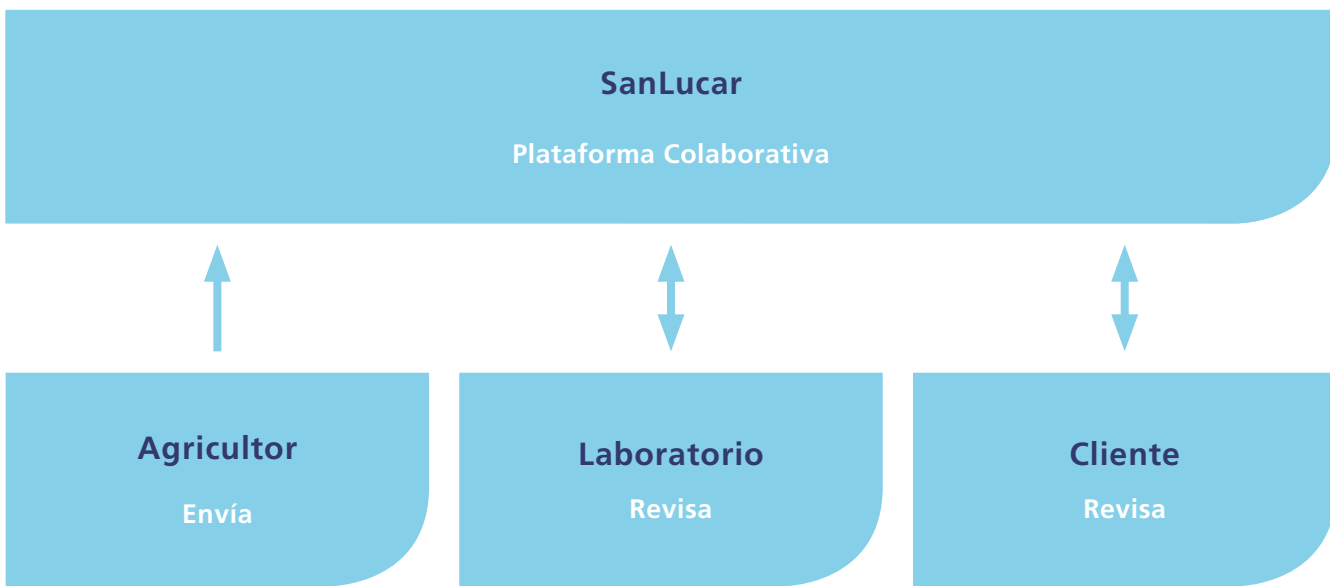 SanLucar
Plataforma Colaborativa
Agricultor
Envía
Laboratorio
Revisa
Cliente
Revisa